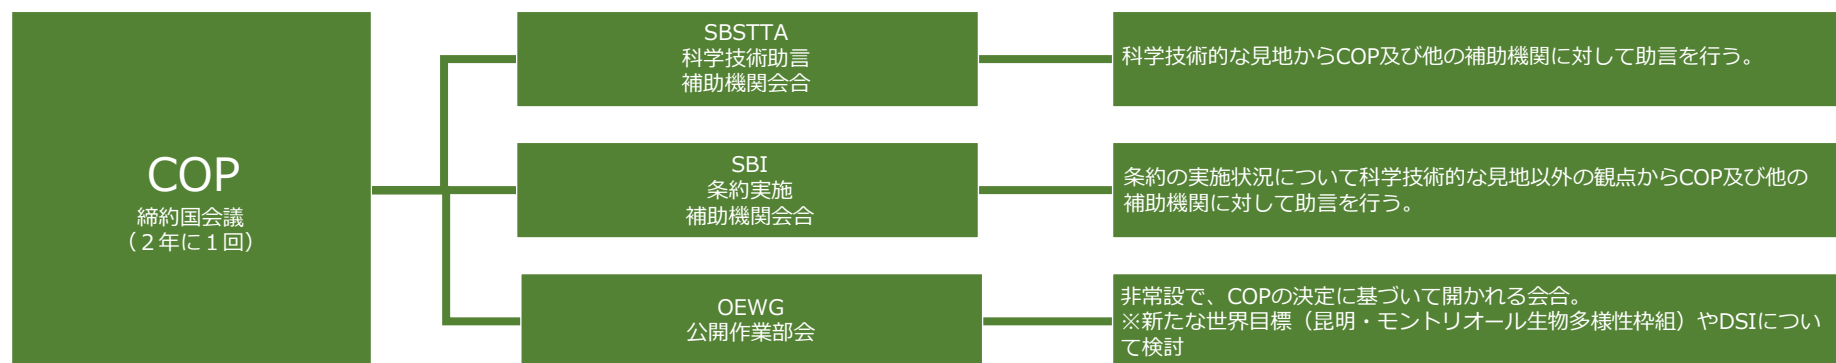 COP
締約国会議
（２年に１回）
SBSTTA
科学技術助言
補助機関会合
科学技術的な見地からCOP及び他の補助機関に対して助言を行う。
SBI
条約実施
補助機関会合
条約の実施状況について科学技術的な見地以外の観点からCOP及び他の
補助機関に対して助言を行う。
OEWG
公開作業部会
非常設で、COPの決定に基づいて開かれる会合。
※新たな世界目標（昆明・モントリオール生物多様性枠組）やDSIについ
て検討